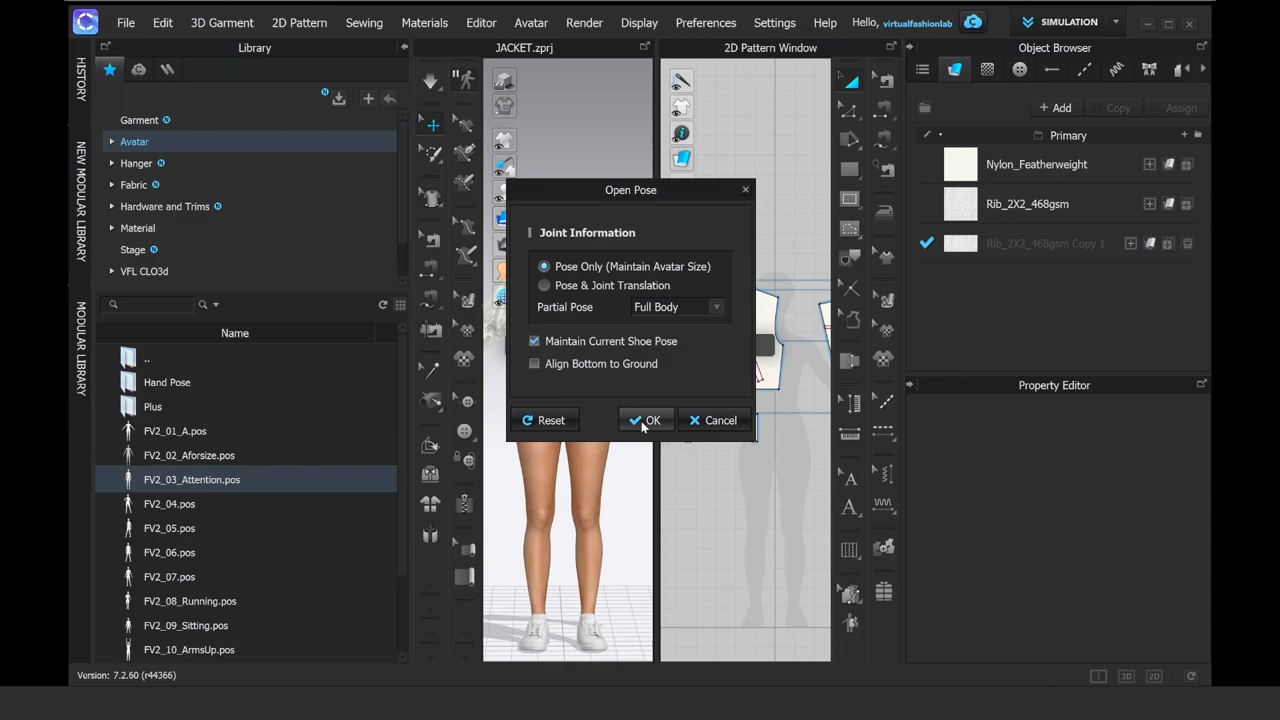 File Edit 3D Garment 2D Pattern Sewing Materials Editor Avatar Render Display Preferences Settings Help Hello, virtualfashionlab SIMULATION
Library
JACKET.zprj
2D Pattern Window
Object Browser
HISTORY
NEW MODULAR LIBRARY
MODULAR LIBRARY
Garment
Avatar
Hanger
Fabric
Hardware and Trims
Material
Stage
VFL CLO3d
Name
..
Hand Pose
Plus
FV2_01_A.pos
FV2_02_Aforsize.pos
FV2_03_Attention.pos
FV2_04.pos
FV2_05.pos
FV2_06.pos
FV2_07.pos
FV2_08_Running.pos
FV2_09_Sitting.pos
FV2_10_ArmsUp.pos
Open Pose
Joint Information
Pose Only (Maintain Avatar Size)
Pose & Joint Translation
Partial Pose Full Body
Maintain Current Shoe Pose
Align Bottom to Ground
Reset OK Cancel
+ Add Copy Assign
Primary
Nylon_Featherweight
Rib_2X2_468gsm
Rib_2X2_468gsm Copy 1
Property Editor
Version: 7.2.60 (r44366)
3D 2D